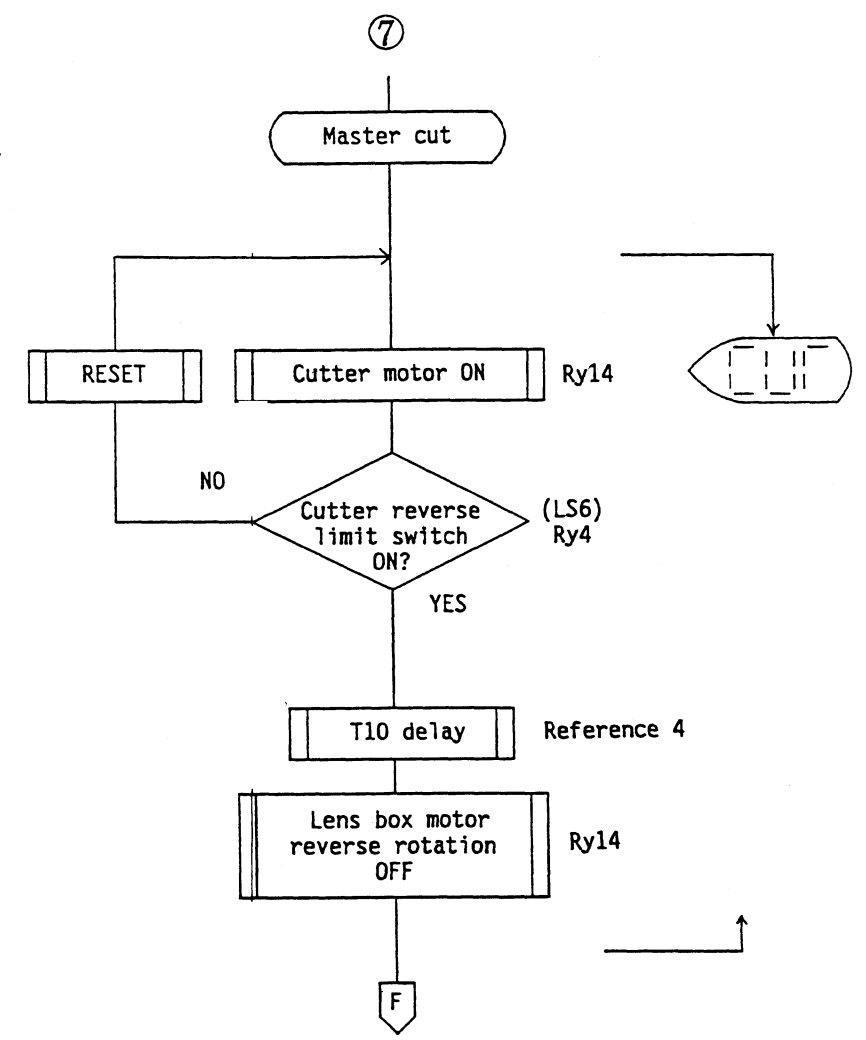 ⑦
Master cut
RESET
Cutter motor ON
Ry14
NO
Cutter reverse
limit switch
ON?
(LS6)
Ry4
YES
T10 delay
Reference 4
Lens box motor
reverse rotation
OFF
Ry14
F